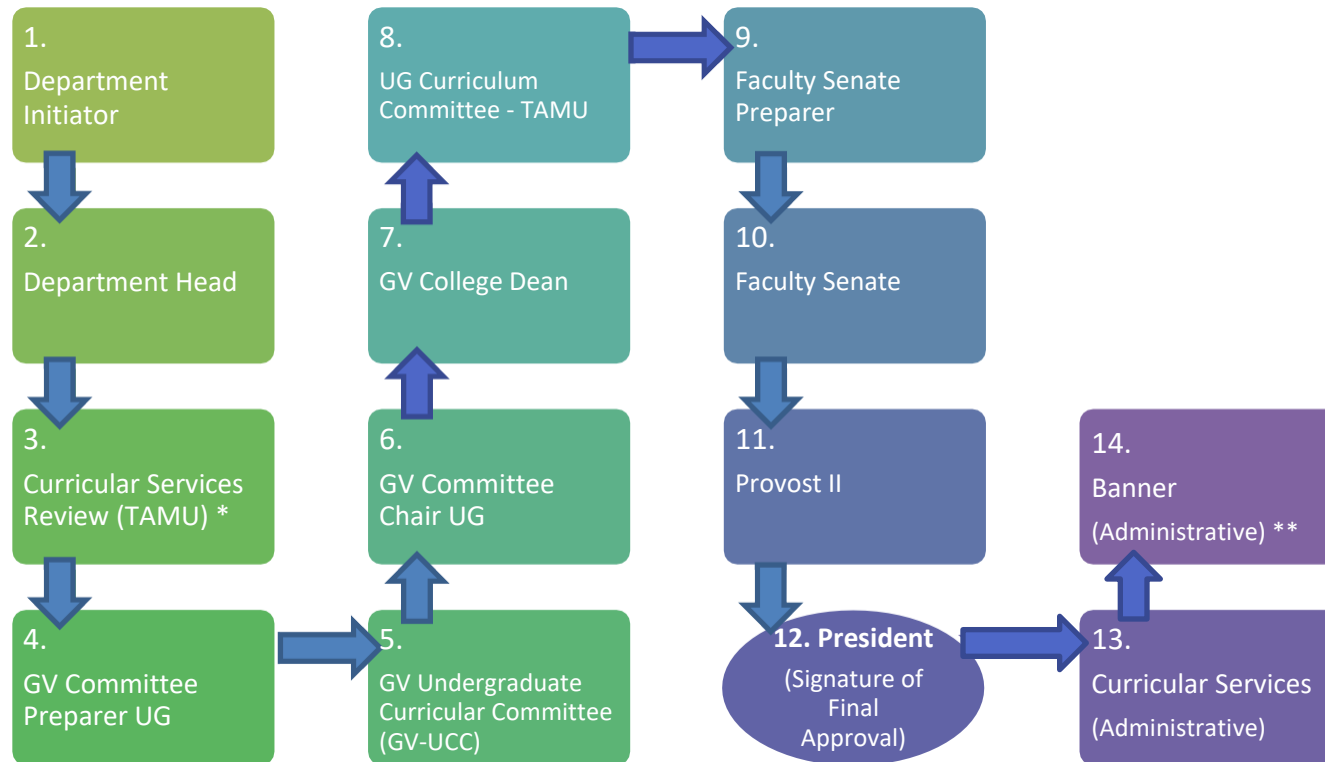 1.
Department
Initiator
2.
Department Head
3.
Curricular Services
Review (TAMU) *
4.
GV Committee
Preparer UG
5.
GV Undergraduate
Curricular Committee
(GV-UCC)
6.
GV Committee
Chair UG
7.
GV College Dean
8.
UG Curriculum
Committee - TAMU
9.
Faculty Senate
Preparer
10.
Faculty Senate
11.
Provost II
12. President
(Signature of
Final
Approval)
13.
Curricular Services
(Administrative)
14.
Banner
(Administrative) **